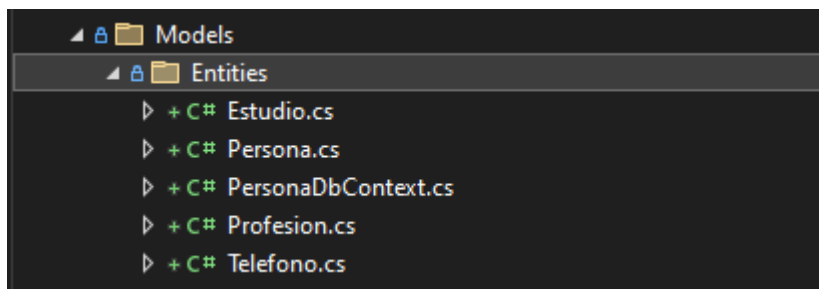 Models
Entities
+ C# Estudio.cs
+ C# Persona.cs
+ C# PersonaDbContext.cs
+ C# Profesion.cs
+ C# Telefono.cs